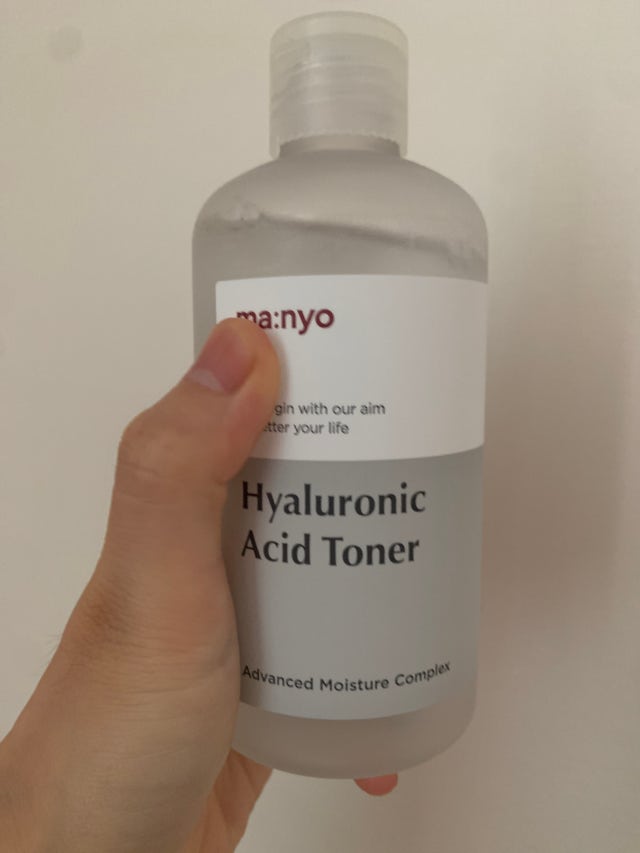 ma:nyo
with our aim
your life
Hyaluronic
Acid Toner
Advanced Moisture Complex